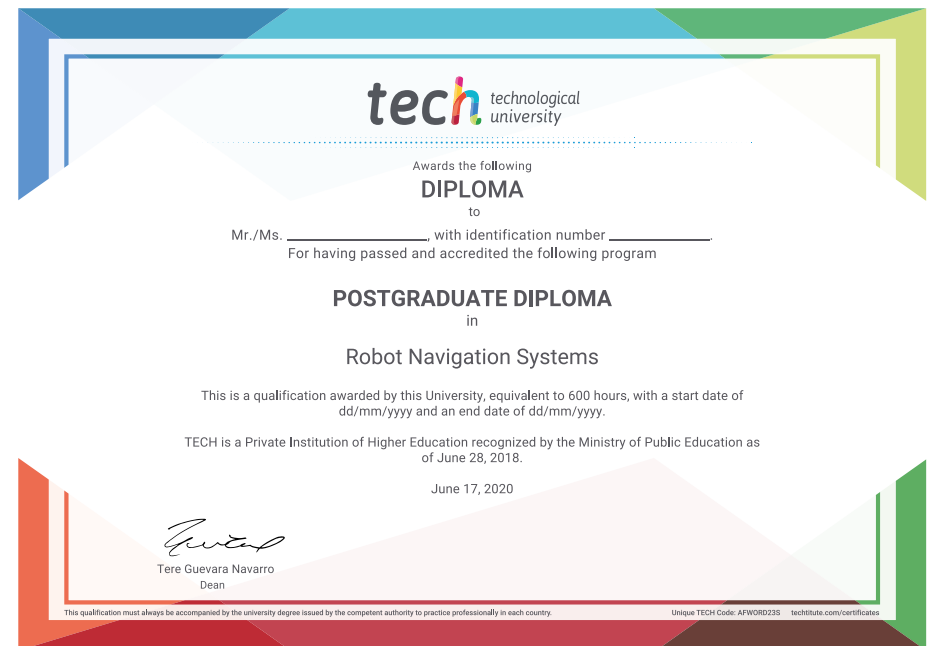 tech technological
university
Awards the following
DIPLOMA
to
Mr./Ms. ____________________, with identification number ______________.
For having passed and accredited the following program
POSTGRADUATE DIPLOMA
in
Robot Navigation Systems
This is a qualification awarded by this University, equivalent to 600 hours, with a start date of
dd/mm/yyyy and an end date of dd/mm/yyyy.
TECH is a Private Institution of Higher Education recognized by the Ministry of Public Education as
of June 28, 2018.
June 17, 2020
Tere Guevara Navarro
Dean
This qualification must always be accompanied by the university degree issued by the competent authority to practice professionally in each country. Unique TECH Code: AFWORD23S techtitute.com/certificates